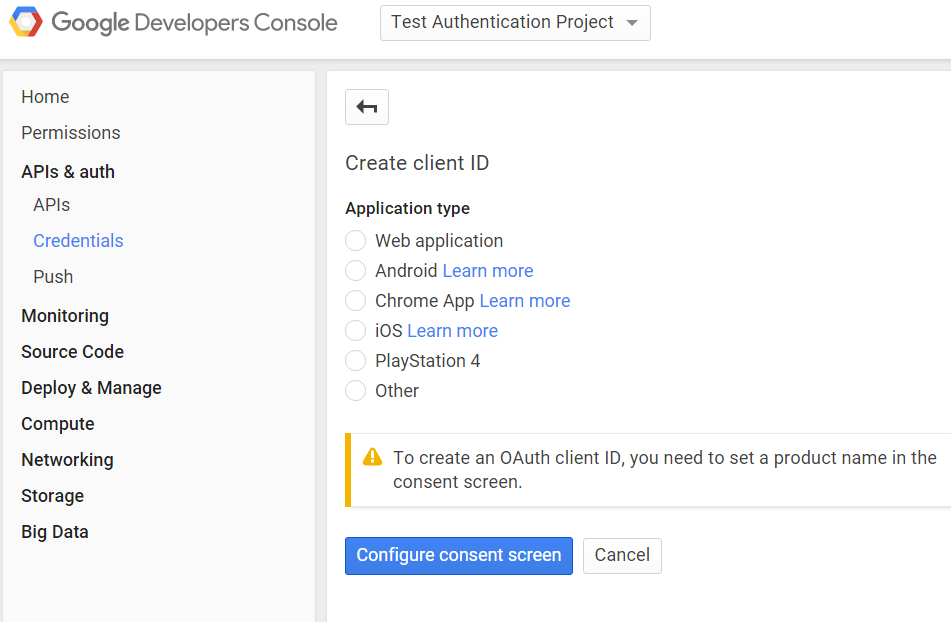 Google Developers Console
Test Authentication Project
Home
Permissions
APIs & auth
APIs
Credentials
Push
Monitoring
Source Code
Deploy & Manage
Compute
Networking
Storage
Big Data
Create client ID
Application type
Web application
Android Learn more
Chrome App Learn more
iOS Learn more
PlayStation 4
Other
To create an OAuth client ID, you need to set a product name in the
consent screen.
Configure consent screen
Cancel